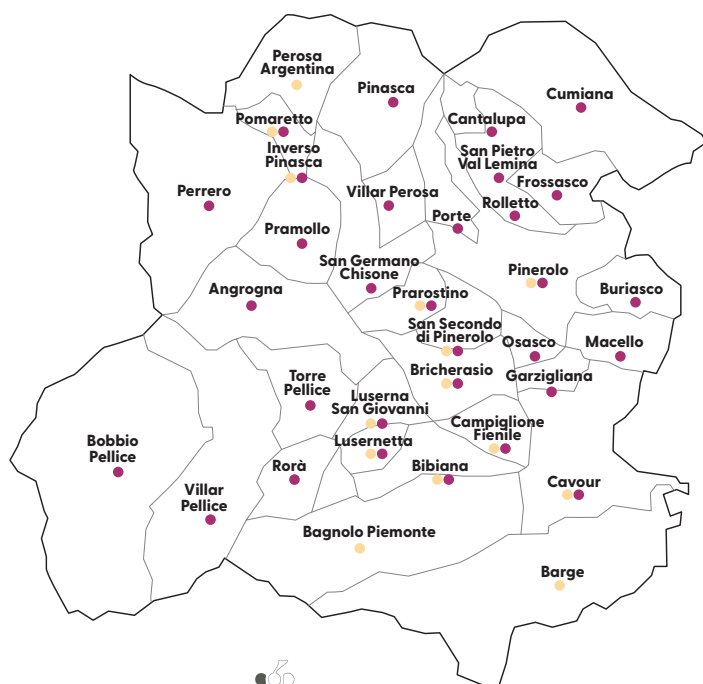 Perosa
Argentina
Pinasca
Cumiana
Pomaretto
Cantalupa
Inverso
Pinasca
San Pietro
Val Lemina
Frossasco
Perrero
Villar Perosa
Rolletto
Porte
Pramollo
San Germano
Chisone
Pinerolo
Angrogna
Prarostino
Buriasco
San Secondo
di Pinerolo
Osasco
Macello
Torre
Pellice
Bricherasio
Garzigliana
Luserna
San Giovanni
Campiglione
Fienile
Bobbio
Pellice
Lusernetta
Rorà
Bibiana
Cavour
Villar
Pellice
Bagnolo Piemonte
Barge